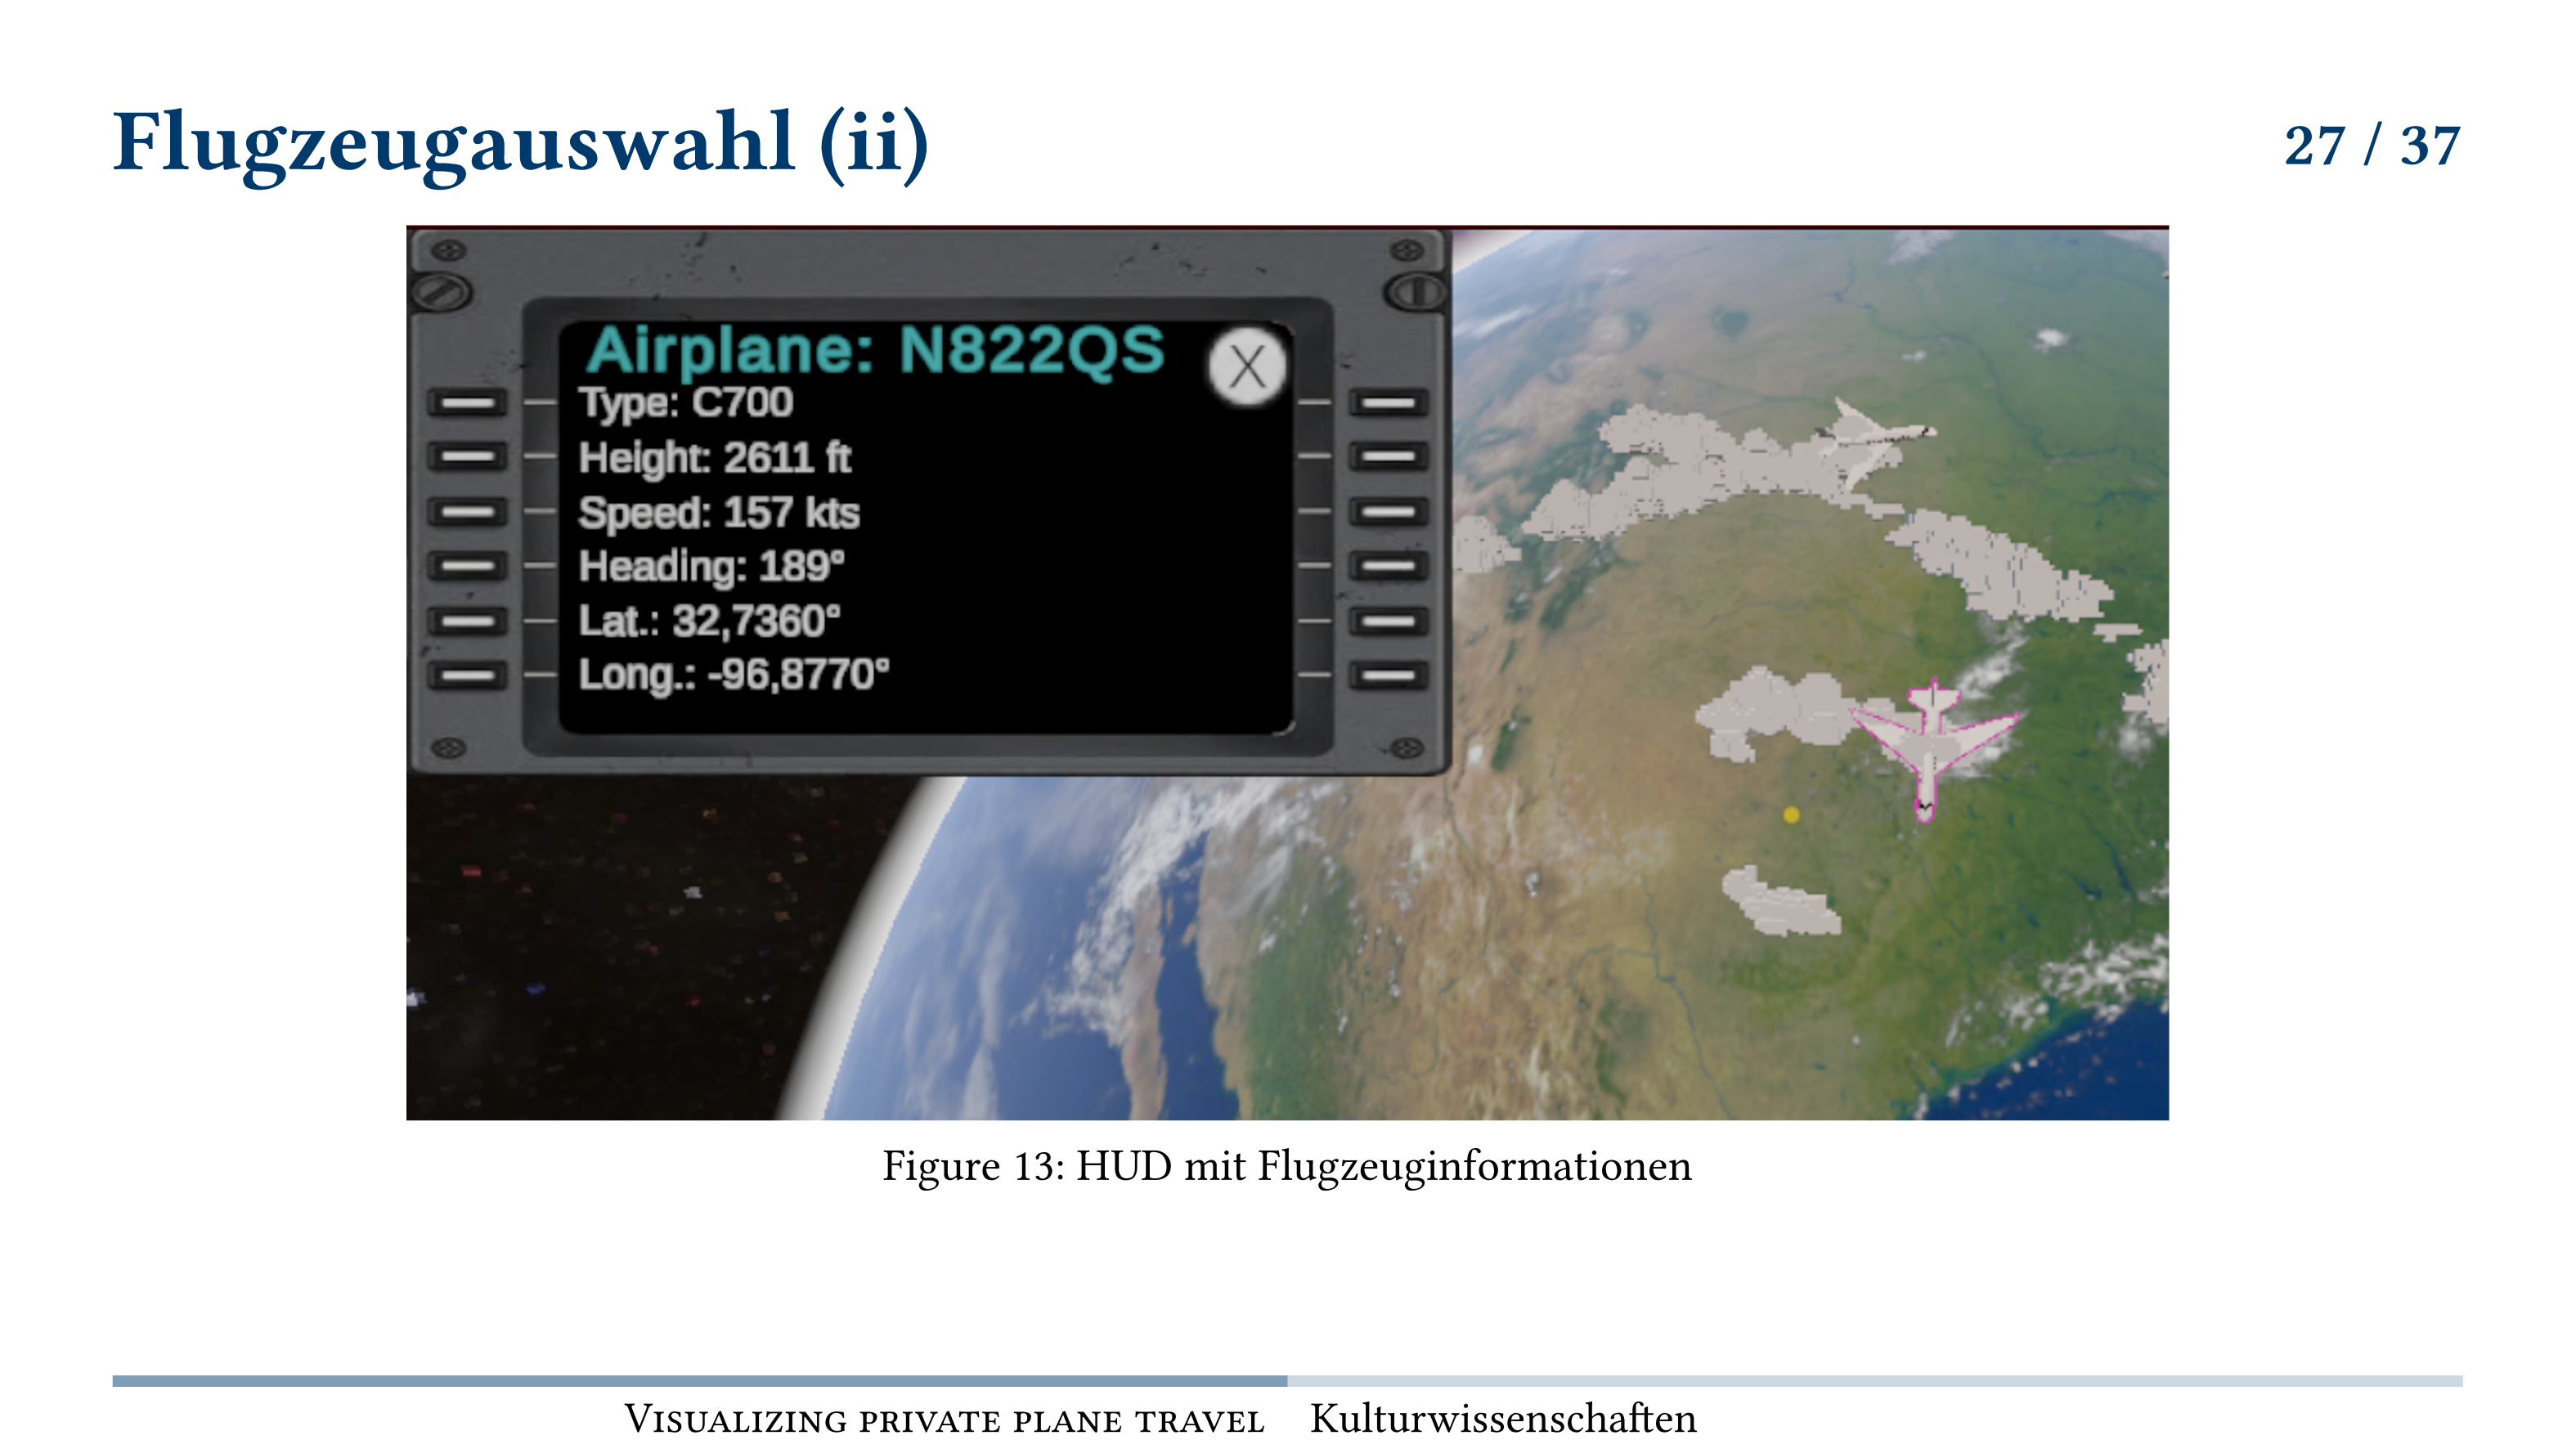 Flugzeugauswahl (ii)
27 / 37
Airplane: N822QS
X
Type: C700
Height: 2611 ft
Speed: 157 kts
Heading: 189°
Lat.: 32,7360°
Long.: -96,8770°
Figure 13: HUD mit Flugzeuginformationen
Visualizing private plane travel Kulturwissenschaften